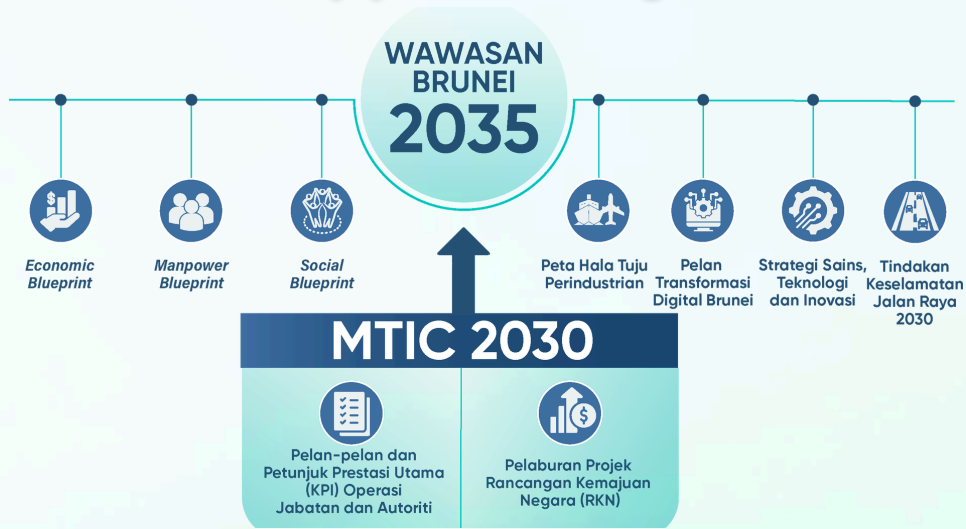 WAWASAN
BRUNEI
2035
Economic
Blueprint
Manpower
Blueprint
Social
Blueprint
Peta Hala Tuju
Perindustrian
Pelan
Transformasi
Digital Brunei
Strategi Sains,
Teknologi
dan Inovasi
Tindakan
Keselamatan
Jalan Raya
2030
MTIC 2030
Pelan-pelan dan
Petunjuk Prestasi Utama
(KPI) Operasi
Jabatan dan Autoriti
Pelaburan Projek
Rancangan Kemajuan
Negara (RKN)